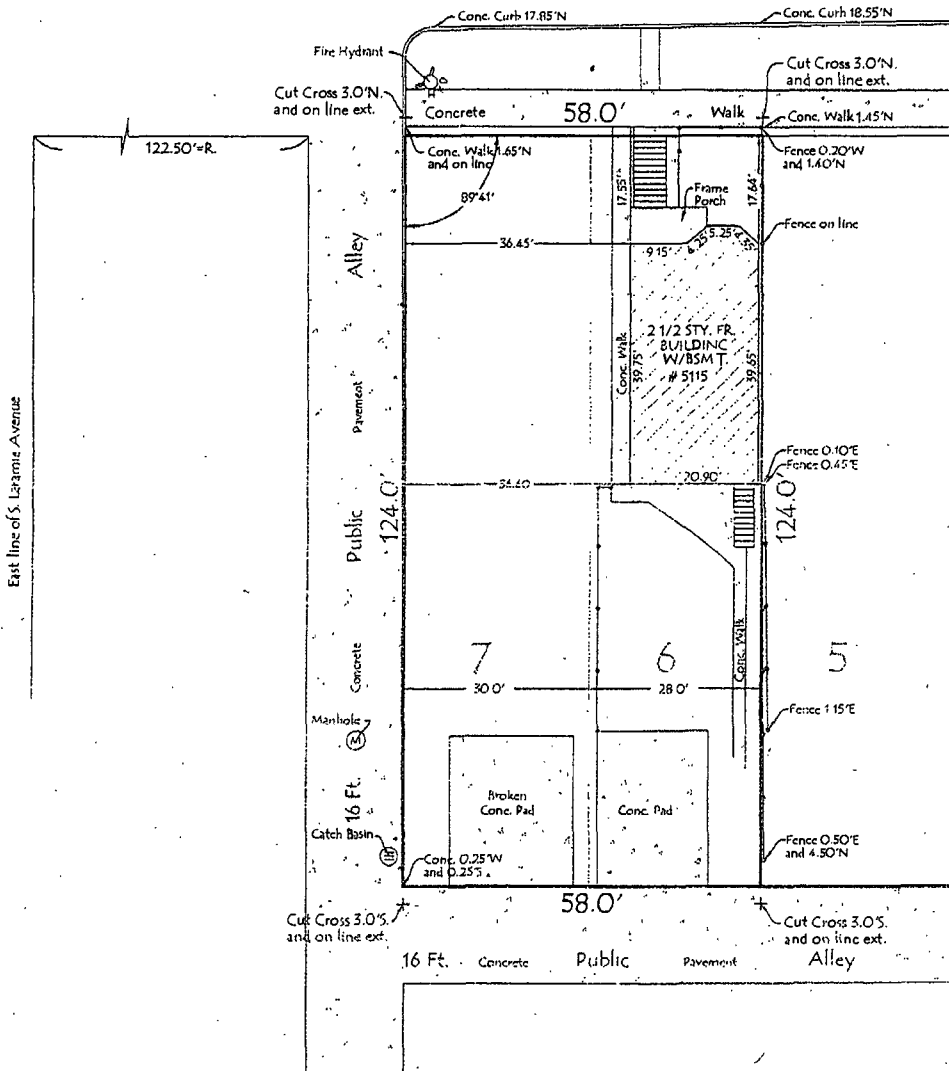 Conc. Curb 17.85'N
Conc. Curb 18.55'N
Fire Hydrant
Cut Cross 3.0'N.
and on line ext.
Cut Cross 3.0'N.
and on line ext.
Concrete
58.0'
Walk
Conc. Walk 1.45'N
122.50'=R.
Conc. Walk 1.65'N
and on line
Fence 0.20'W
and 1.40'N
89°41'
17.55'
17.64'
Frame
Porch
Fence on line
36.45'
9.15'
6.25'
5.25'
4.35'
Alley
2 1/2 STY. FR.
BUILDING
W/BSMT.
# 5115
Conc. Walk
39.75'
39.65'
Pavement
East line of S. Laramie Avenue
Fence 0.10'E
Fence 0.45'E
20.90'
124.0'
124.0'
Public
Concrete
7
6
5
Conc. Walk
30.0'
28.0'
Manhole
M
Fence 1.15'E
16 Ft.
Broken
Conc. Pad
Conc. Pad
Catch Basin
Conc. 0.25'W
and 0.25'S.
Fence 0.50'E
and 4.50'N
Cut Cross 3.0'S.
and on line ext.
58.0'
Cut Cross 3.0'S.
and on line ext.
16 Ft.
Concrete
Public
Pavement
Alley